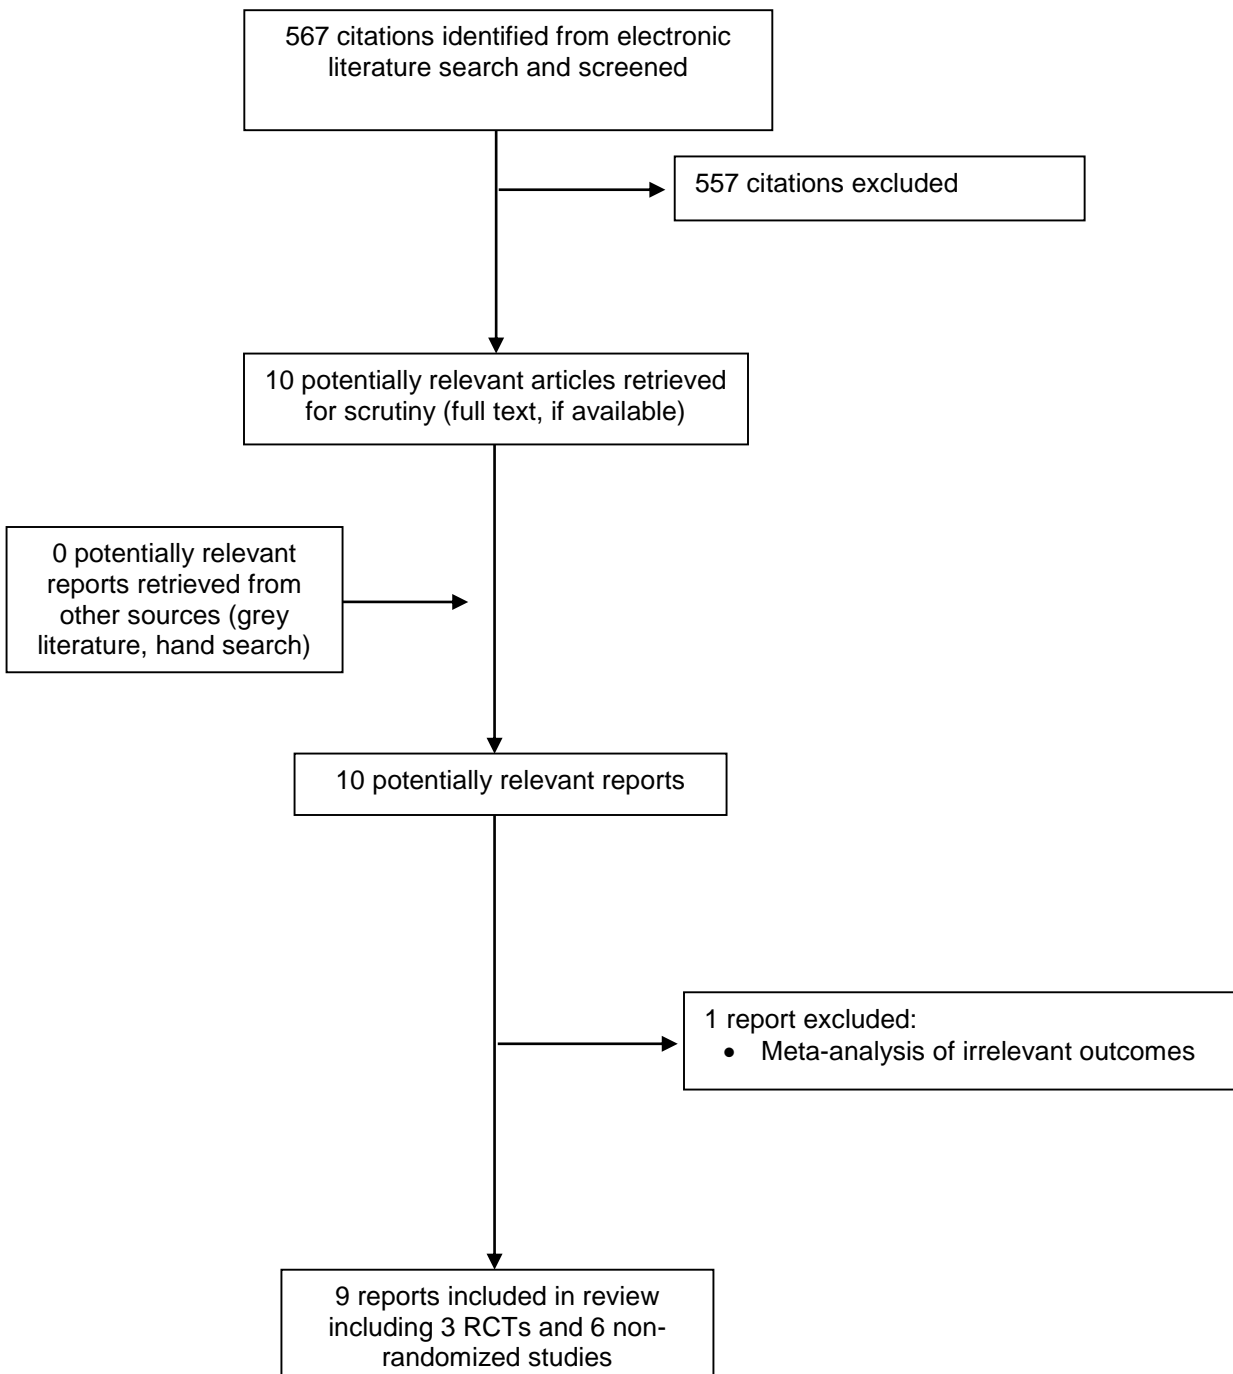 567 citations identified from electronic
literature search and screened
557 citations excluded
10 potentially relevant articles retrieved
for scrutiny (full text, if available)
0 potentially relevant
reports retrieved from
other sources (grey
literature, hand search)
10 potentially relevant reports
1 report excluded:
• Meta-analysis of irrelevant outcomes
9 reports included in review
including 3 RCTs and 6 non-
randomized studies